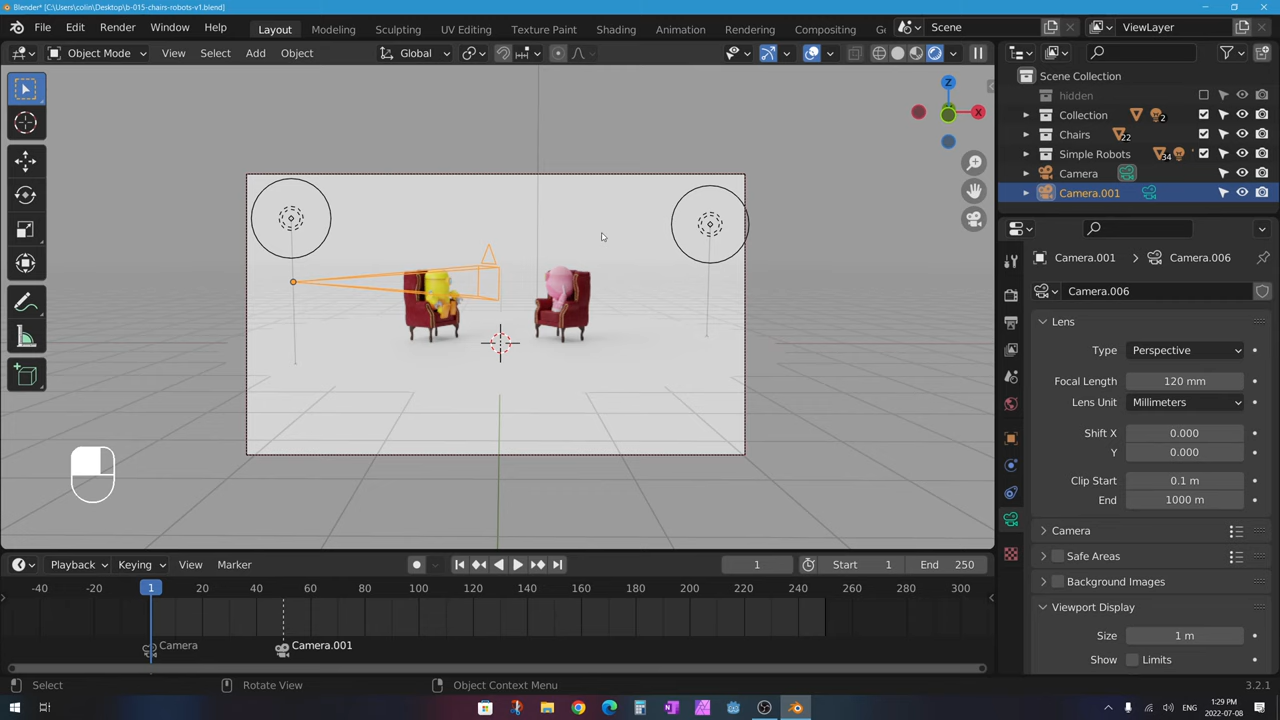 Blender* [C:\Users\colin\Desktop\b-015-chairs-robots-v1.blend]
File Edit Render Window Help Layout Modeling Sculpting UV Editing Texture Paint Shading Animation Rendering Compositing Ge Scene ViewLayer
Object Mode View Select Add Object Global
Z
X
Scene Collection
hidden
Collection 2
Chairs 22
Simple Robots 34
Camera
Camera.001
Camera.001 Camera.006
Camera.006
Lens
Type Perspective
Focal Length 120 mm
Lens Unit Millimeters
Shift X 0.000
Y 0.000
Clip Start 0.1 m
End 1000 m
Camera
Safe Areas
Background Images
Viewport Display
Size 1 m
Show Limits
Playback Keying View Marker 1 Start 1 End 250
-40 -20 1 20 40 60 80 100 120 140 160 180 200 220 240 260 280 300
Camera Camera.001
Select Rotate View Object Context Menu 3.2.1
ENG 1:29 PM
2022-07-08